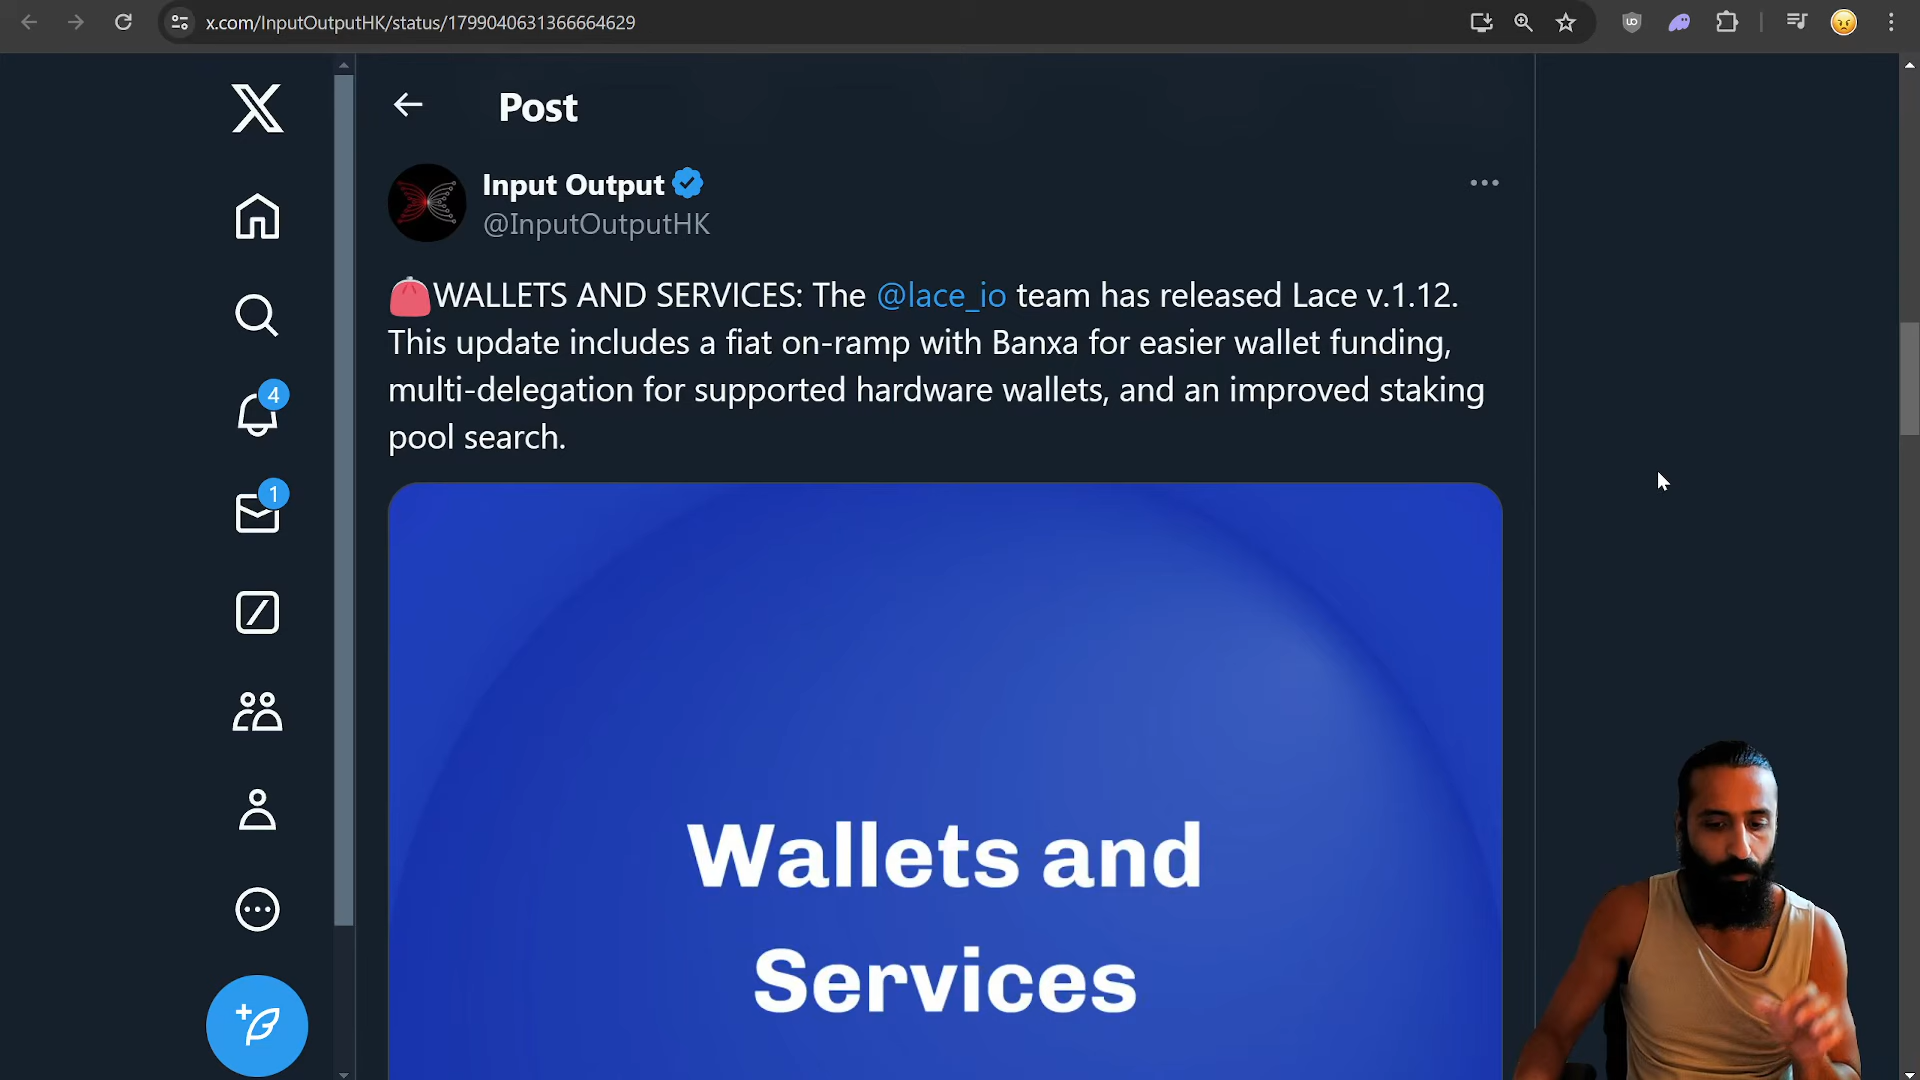 x.com/InputOutputHK/status/1799040631366664629
Post
Input Output
@InputOutputHK
WALLETS AND SERVICES: The @lace_io team has released Lace v.1.12.
This update includes a fiat on-ramp with Banxa for easier wallet funding,
multi-delegation for supported hardware wallets, and an improved staking
pool search.
4
1
Wallets and
Services